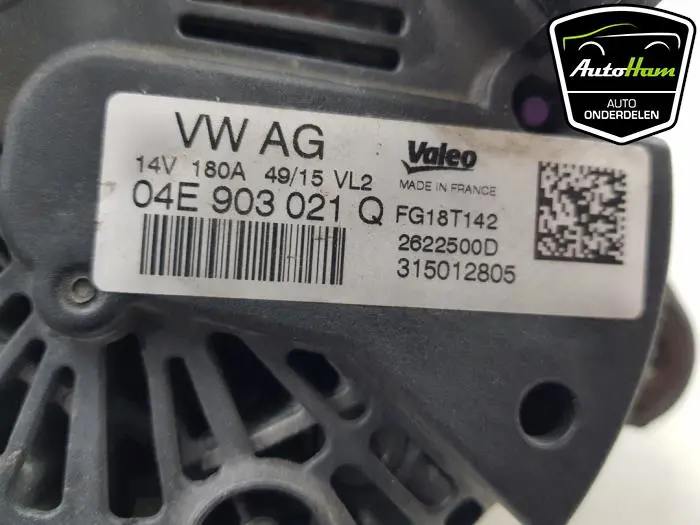 AutoHam
AUTO
ONDERDELEN
VW AG
14V 180A 49/15 VL2
04E 903 021 Q
Valeo
MADE IN FRANCE
FG18T142
2622500D
315012805